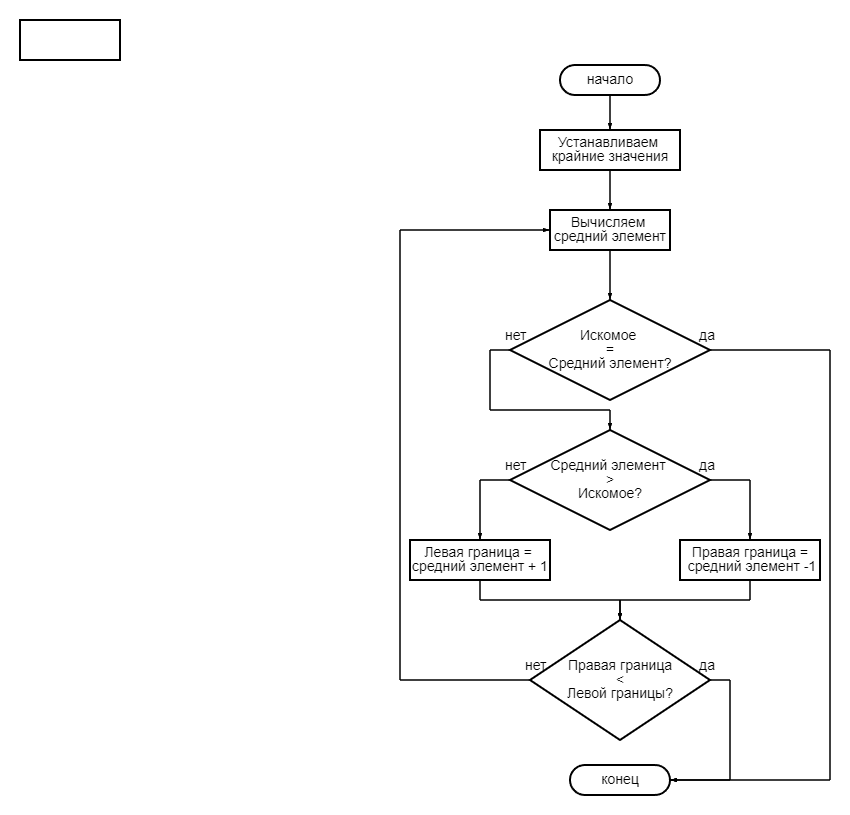 начало
Устанавливаем
крайние значения
Вычисляем
средний элемент
нет
да
Искомое
=
Средний элемент?
нет
да
Средний элемент
>
Искомое?
Левая граница =
средний элемент + 1
Правая граница =
средний элемент -1
нет
да
Правая граница
<
Левой границы?
конец